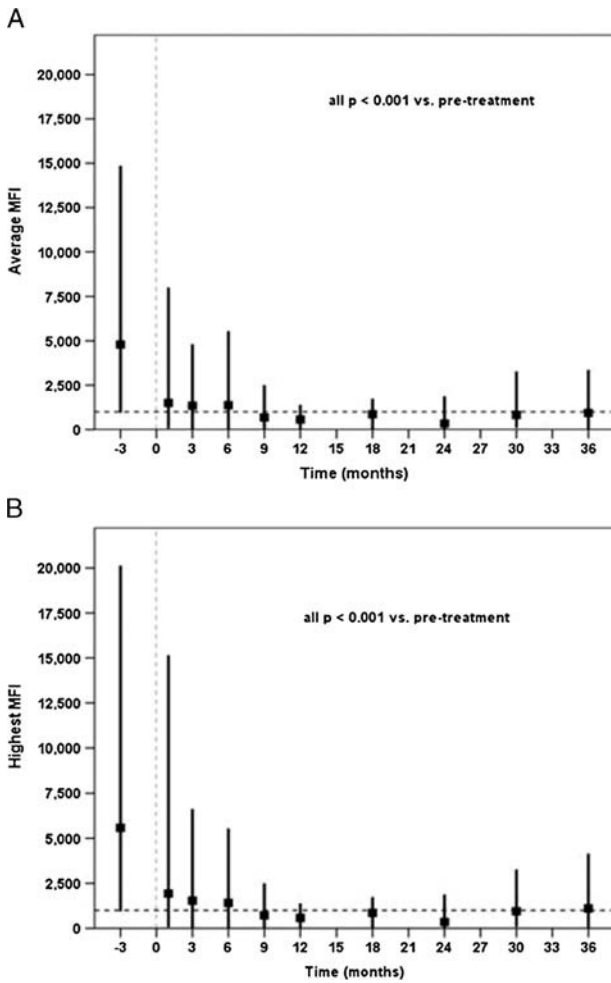 A
20,000
17,500
15,000
12,500
10,000
7,500
5,000
2,500
0
Average MFI
all p < 0.001 vs. pre-treatment
-3 0 3 6 9 12 15 18 21 24 27 30 33 36
Time (months)
B
20,000
17,500
15,000
12,500
10,000
7,500
5,000
2,500
0
Highest MFI
all p < 0.001 vs. pre-treatment
-3 0 3 6 9 12 15 18 21 24 27 30 33 36
Time (months)